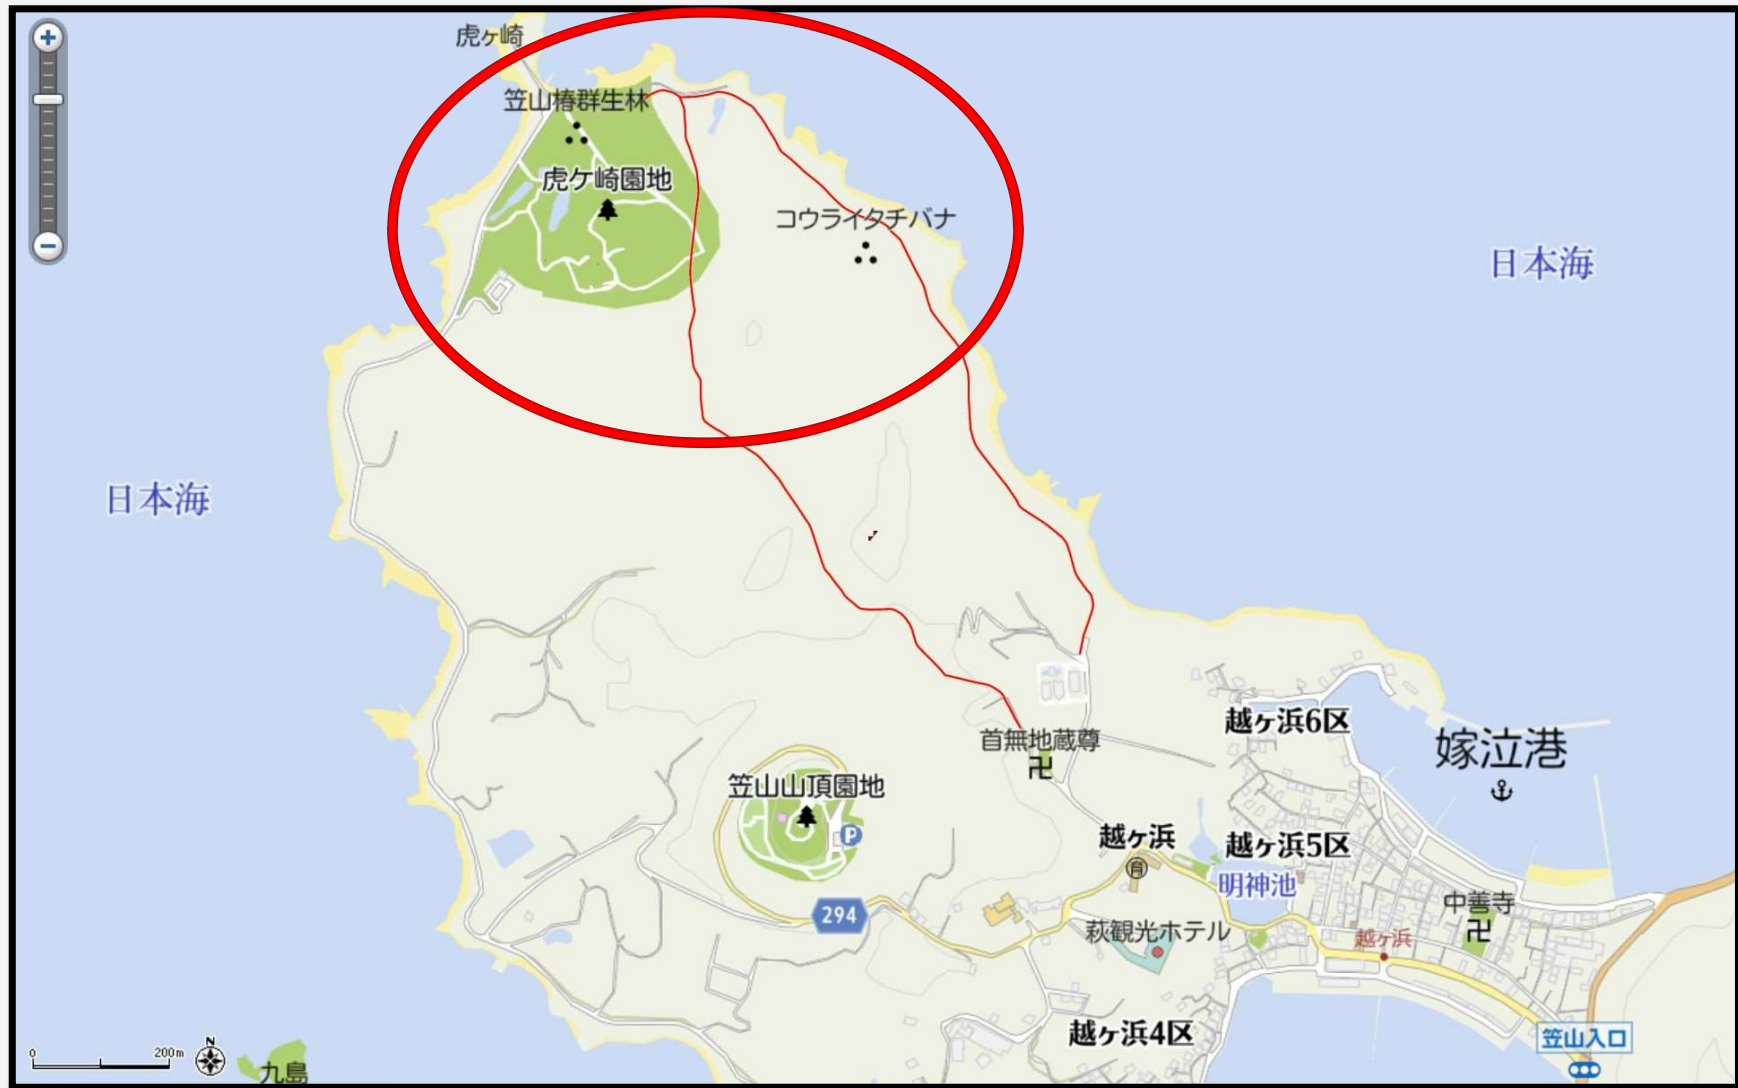 虎ヶ崎
笠山椿群生林
虎ケ崎園地
コウライタチバナ
日本海
日本海
首無地蔵尊
越ヶ浜6区
嫁泣港
笠山山頂園地
P
越ヶ浜
越ヶ浜5区
明神池
294
萩観光ホテル
中善寺
越ヶ浜
越ヶ浜4区
笠山入口
0 200m
N
九島